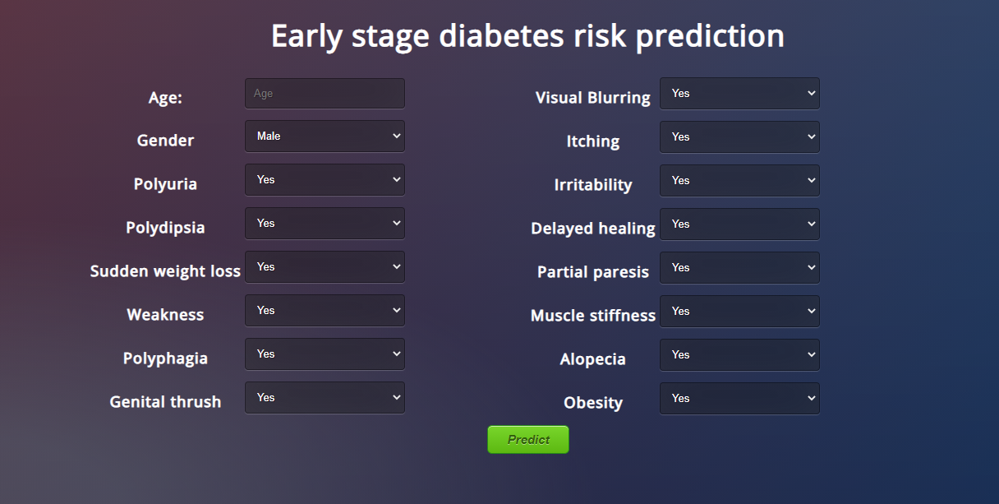 Early stage diabetes risk prediction
Age: Age
Gender Male
Polyuria Yes
Polydipsia Yes
Sudden weight loss Yes
Weakness Yes
Polyphagia Yes
Genital thrush Yes
Visual Blurring Yes
Itching Yes
Irritability Yes
Delayed healing Yes
Partial paresis Yes
Muscle stiffness Yes
Alopecia Yes
Obesity Yes
Predict